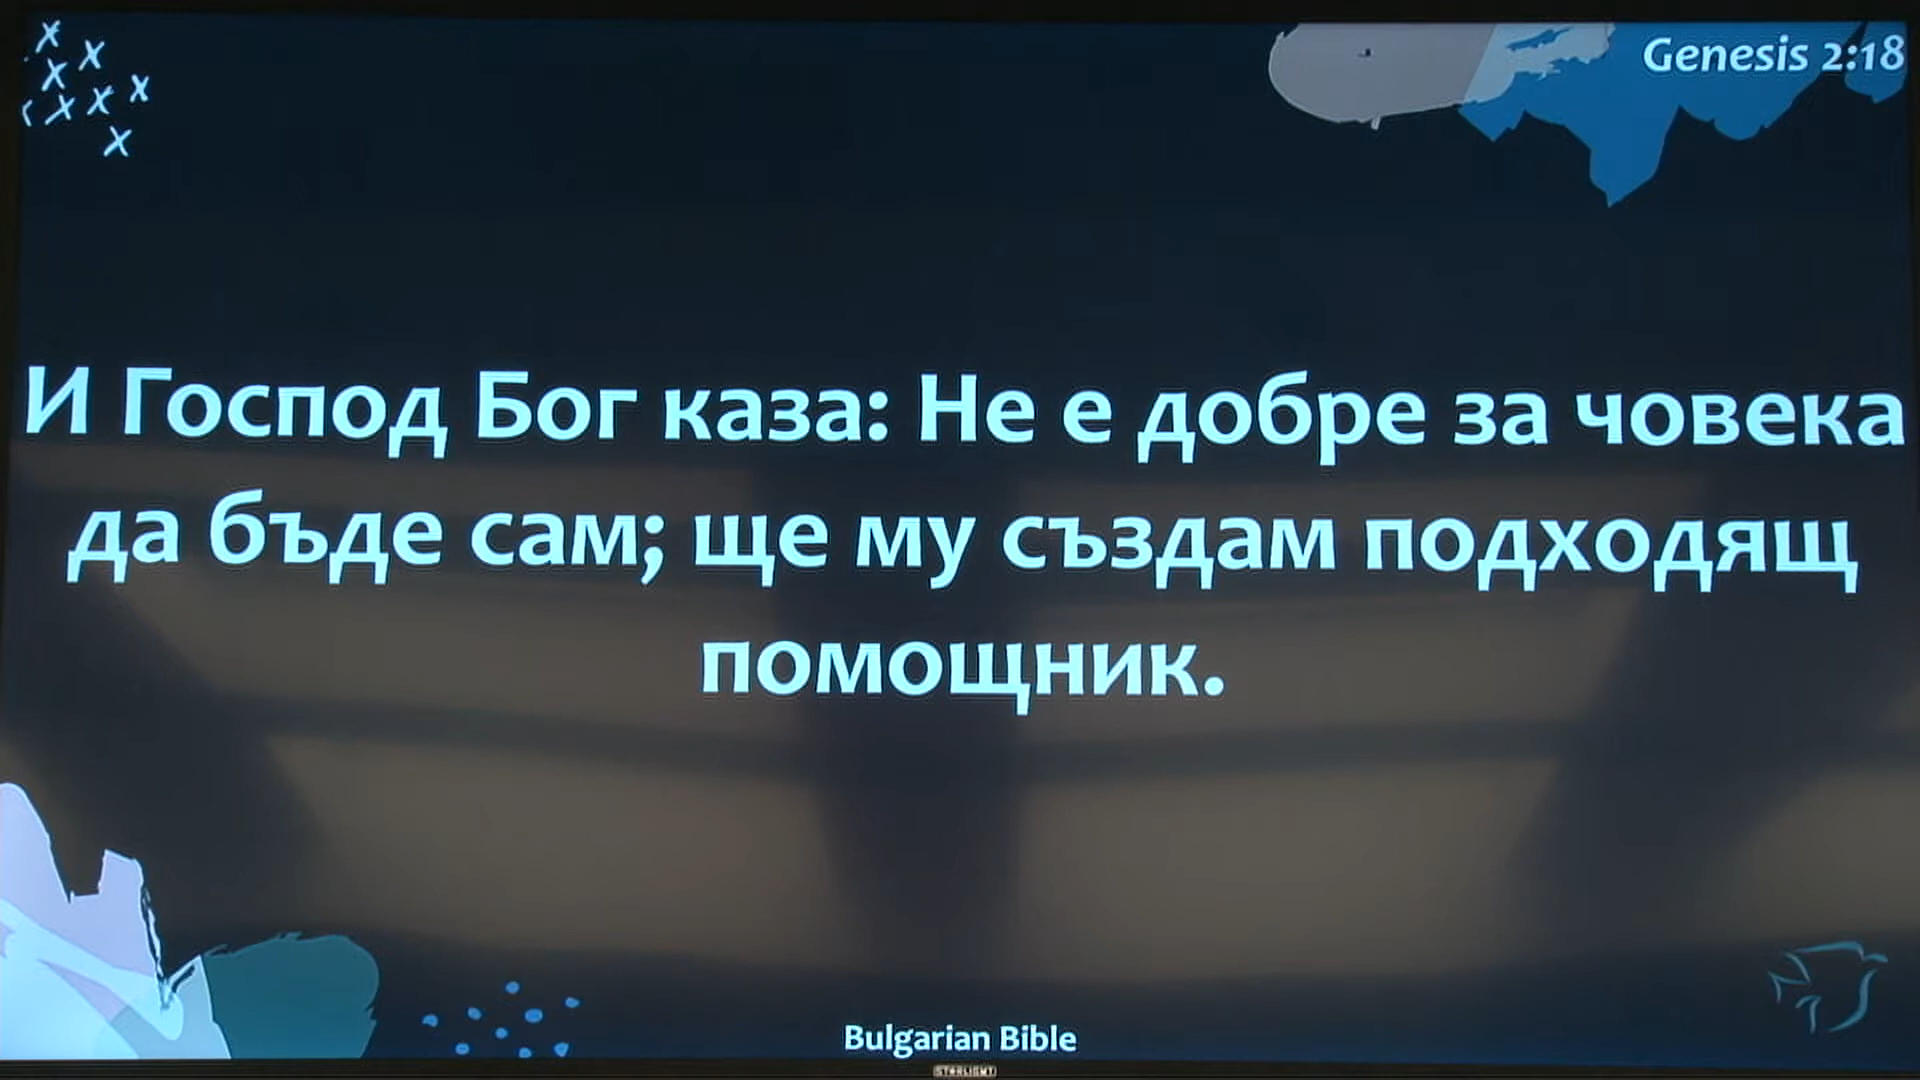 Genesis 2:18
И Господ Бог каза: Не е добре за човека
да бъде сам; ще му създам подходящ
помощник.
Bulgarian Bible
STARLIGHT